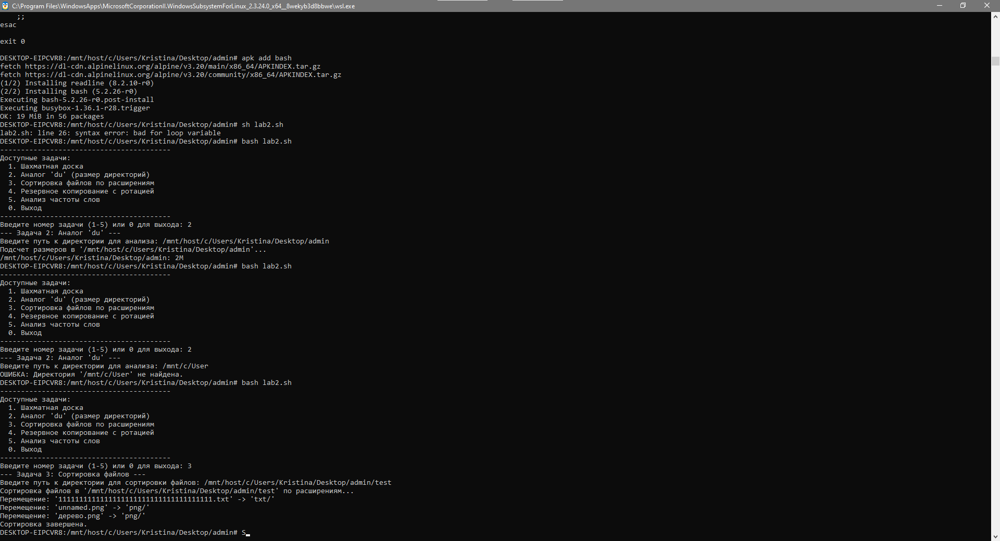 C:\Program Files\WindowsApps\MicrosoftCorporationII.WindowsSubsystemForLinux_2.3.24.0_x64__8wekyb3d8bbwe\wsl.exe
    ;;
esac
exit 0
DESKTOP-EIPCVR8:/mnt/host/c/Users/Kristina/Desktop/admin# apk add bash
fetch https://dl-cdn.alpinelinux.org/alpine/v3.20/main/x86_64/APKINDEX.tar.gz
fetch https://dl-cdn.alpinelinux.org/alpine/v3.20/community/x86_64/APKINDEX.tar.gz
(1/2) Installing readline (8.2.10-r0)
(2/2) Installing bash (5.2.26-r0)
Executing bash-5.2.26-r0.post-install
Executing busybox-1.36.1-r28.trigger
OK: 19 MiB in 56 packages
DESKTOP-EIPCVR8:/mnt/host/c/Users/Kristina/Desktop/admin# sh lab2.sh
lab2.sh: line 26: syntax error: bad for loop variable
DESKTOP-EIPCVR8:/mnt/host/c/Users/Kristina/Desktop/admin# bash lab2.sh
-----------------------------------------
Доступные задачи:
  1. Шахматная доска
  2. Аналог 'du' (размер директорий)
  3. Сортировка файлов по расширениям
  4. Резервное копирование с ротацией
  5. Анализ частоты слов
  0. Выход
-----------------------------------------
Введите номер задачи (1-5) или 0 для выхода: 2
--- Задача 2: Аналог 'du' ---
Введите путь к директории для анализа: /mnt/host/c/Users/Kristina/Desktop/admin
Подсчет размеров в '/mnt/host/c/Users/Kristina/Desktop/admin'...
/mnt/host/c/Users/Kristina/Desktop/admin: 2M
DESKTOP-EIPCVR8:/mnt/host/c/Users/Kristina/Desktop/admin# bash lab2.sh
-----------------------------------------
Доступные задачи:
  1. Шахматная доска
  2. Аналог 'du' (размер директорий)
  3. Сортировка файлов по расширениям
  4. Резервное копирование с ротацией
  5. Анализ частоты слов
  0. Выход
-----------------------------------------
Введите номер задачи (1-5) или 0 для выхода: 2
--- Задача 2: Аналог 'du' ---
Введите путь к директории для анализа: /mnt/c/User
ОШИБКА: Директория '/mnt/c/User' не найдена.
DESKTOP-EIPCVR8:/mnt/host/c/Users/Kristina/Desktop/admin# bash lab2.sh
-----------------------------------------
Доступные задачи:
  1. Шахматная доска
  2. Аналог 'du' (размер директорий)
  3. Сортировка файлов по расширениям
  4. Резервное копирование с ротацией
  5. Анализ частоты слов
  0. Выход
-----------------------------------------
Введите номер задачи (1-5) или 0 для выхода: 3
--- Задача 3: Сортировка файлов ---
Введите путь к директории для сортировки файлов: /mnt/host/c/Users/Kristina/Desktop/admin/test
Сортировка файлов в '/mnt/host/c/Users/Kristina/Desktop/admin/test' по расширениям...
Перемещение: '1111111111111111111111111111111111111.txt' -> 'txt/'
Перемещение: 'unnamed.png' -> 'png/'
Перемещение: 'дерево.png' -> 'png/'
Сортировка завершена.
DESKTOP-EIPCVR8:/mnt/host/c/Users/Kristina/Desktop/admin# S